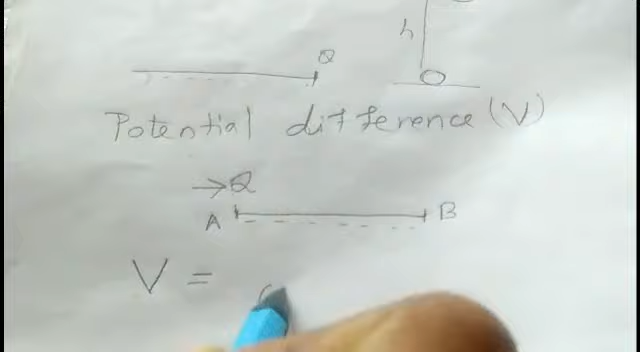 h
Q
Potential difference (V)
→Q
A B
V =